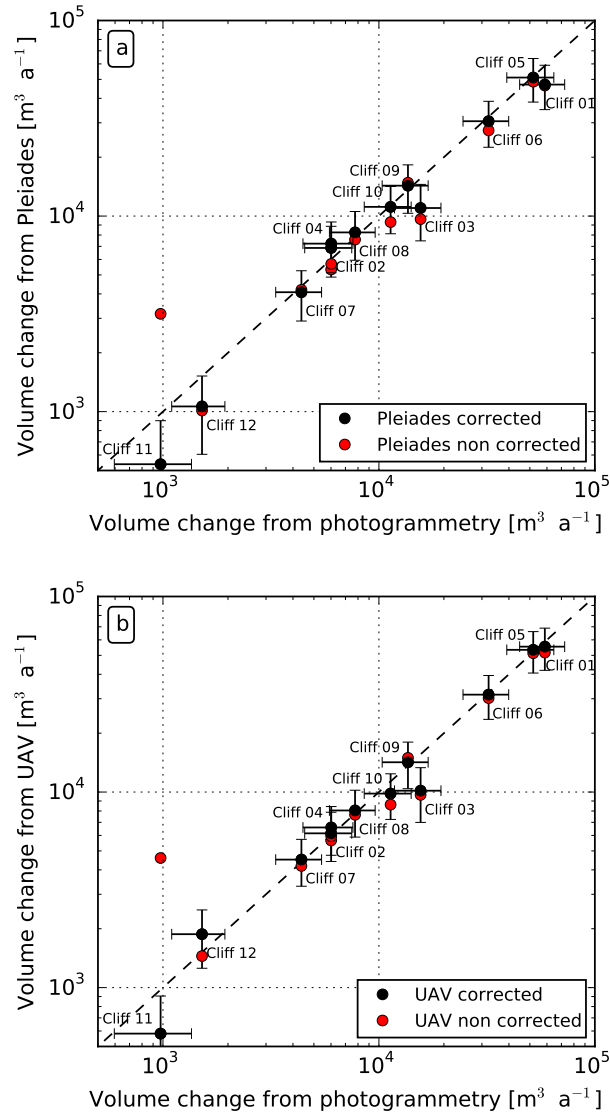 a
10^5
10^4
10^3
Volume change from Pleiades [m^3 a^-1]
Cliff 05
Cliff 01
Cliff 06
Cliff 09
Cliff 10
Cliff 03
Cliff 04
Cliff 08
Cliff 02
Cliff 07
Cliff 12
Cliff 11
Pleiades corrected
Pleiades non corrected
10^3 10^4 10^5
Volume change from photogrammetry [m^3 a^-1]
b
10^5
10^4
10^3
Volume change from UAV [m^3 a^-1]
Cliff 05
Cliff 01
Cliff 06
Cliff 09
Cliff 10
Cliff 03
Cliff 04
Cliff 08
Cliff 02
Cliff 07
Cliff 12
Cliff 11
UAV corrected
UAV non corrected
10^3 10^4 10^5
Volume change from photogrammetry [m^3 a^-1]